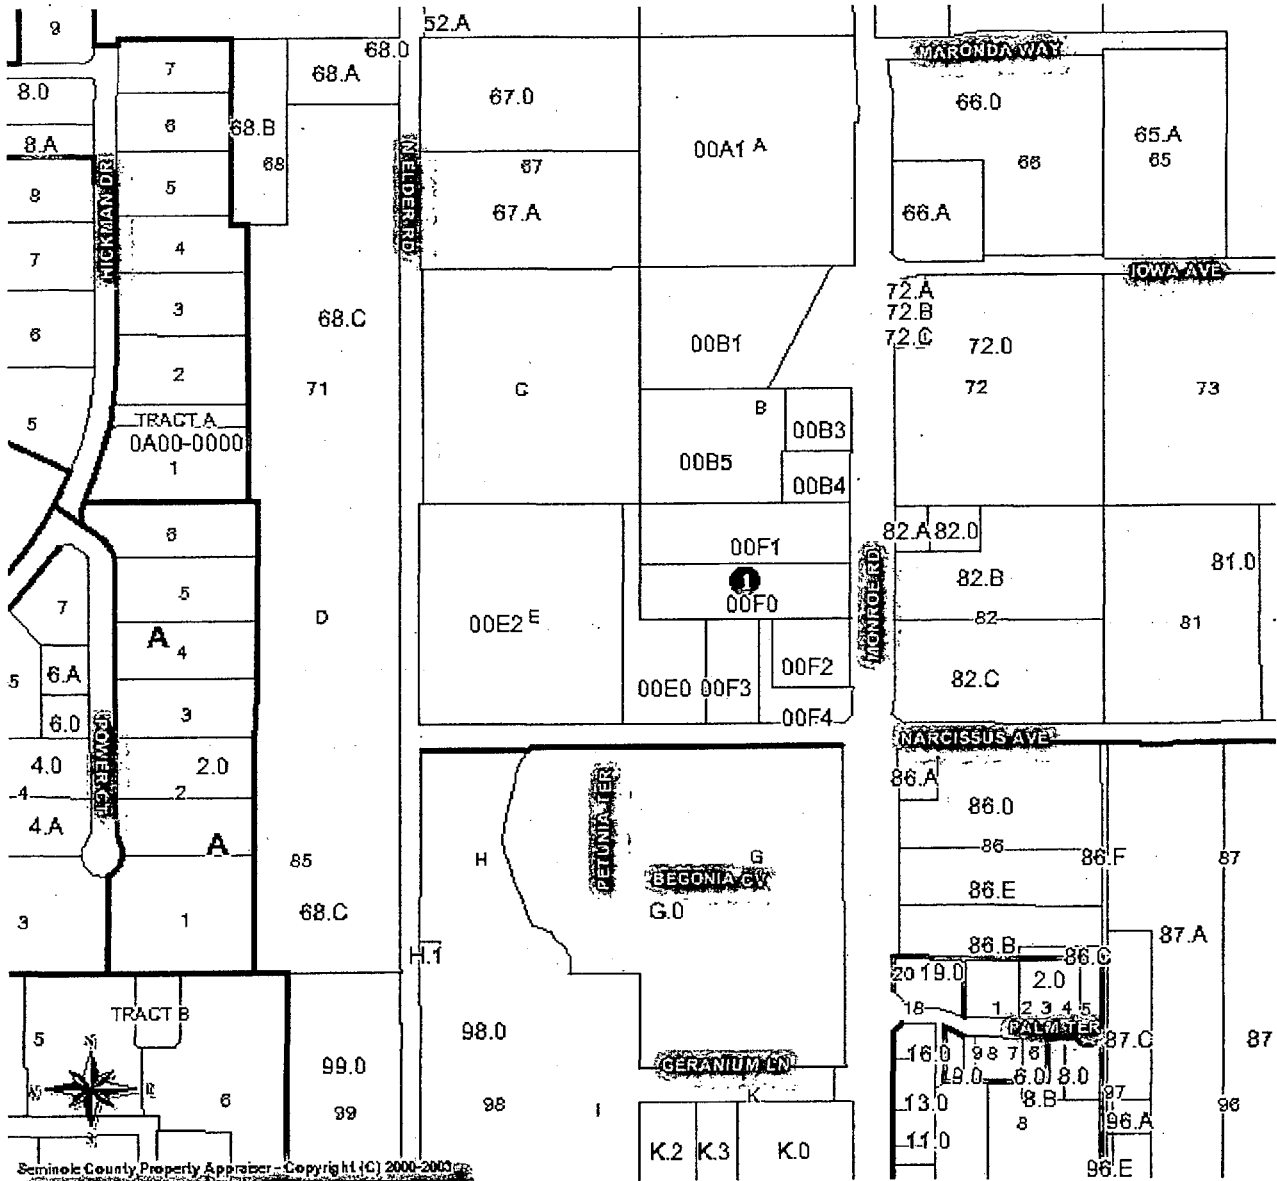 9
52.A
68.0
7
68.A
67.0
MARONDA WAY
8.0
66.0
6
68.B
65.A
8.A
00A1 A
68
67
66
65
8
HICKMAN DR
5
N ELDER RD
67.A
66.A
7
4
IOWA AVE
72.A
3
68.C
72.B
6
00B1
72.C
72.0
2
71
C
72
73
5
TRACT A
B
0A00-0000
00B3
1
00B5
00B4
6
82.A
82.0
00F1
5
1
81.0
7
00F0
82.B
D
00E2 E
82
81
A
4
MONROE RD
5
6.A
00F2
82.C
00E0
00F3
6.0
3
00F4
NARCISSUS AVE
4.0
2.0
86.A
4
2
POWER CT
PETUNIA TER
86.0
4.A
A
86
85
H
G
86.F
87
BEGONIA CV
86.E
3
1
68.C
G.0
86.B
87.A
H.1
86.C
20
19.0
2.0
TRACT B
18
1
2
3
4
5
98.0
PALM TER
5
N
16.0
9
8
7
6
87.C
87
99.0
GERANIUM LN
9.0
6.0
8.0
W
E
6
99
98
I
K
13.0
8.B
97
96
8
96.A
11.0
S
K.2
K.3
K.0
96.E
Seminole County Property Appraiser - Copyright (C) 2000-2003